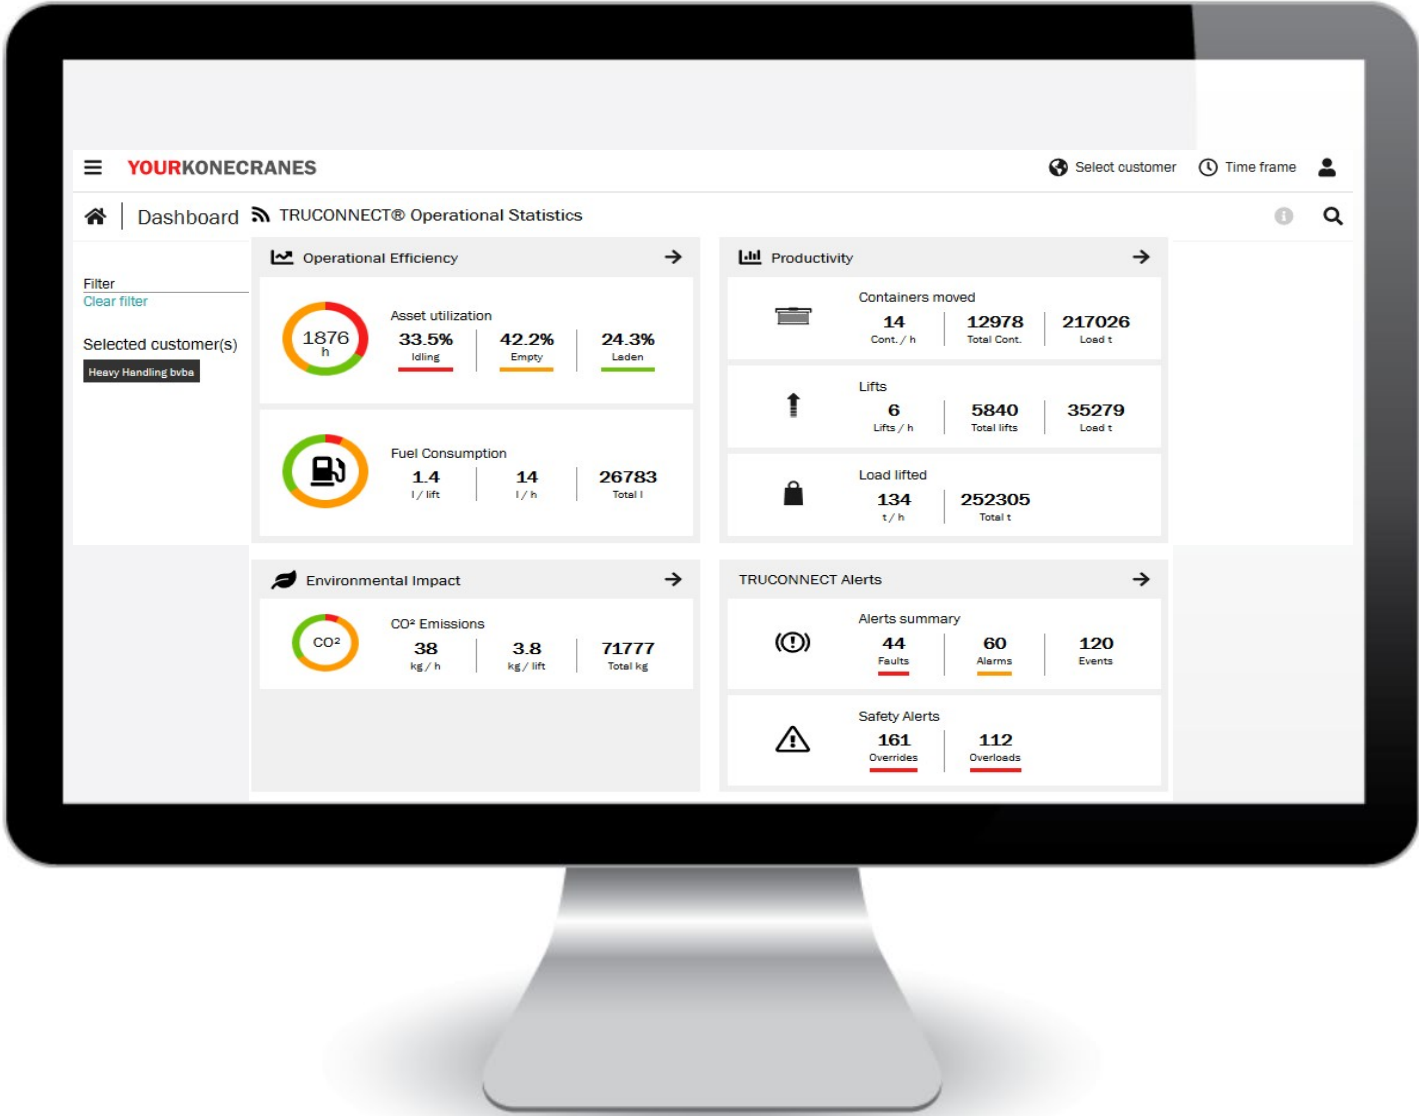 YOURKONECRANES
Select customer
Time frame
Dashboard
TRUCONNECT® Operational Statistics
Filter
Clear filter
Selected customer(s)
Heavy Handling bvba
Operational Efficiency
1876
h
Asset utilization
33.5% 42.2% 24.3%
Idling Empty Laden
Fuel Consumption
1.4 14 26783
l / lift l / h Total l
Productivity
Containers moved
14 12978 217026
Cont. / h Total Cont. Load t
Lifts
6 5840 35279
Lifts / h Total lifts Load t
Load lifted
134 252305
t / h Total t
Environmental Impact
CO²
CO² Emissions
38 3.8 71777
kg / h kg / lift Total kg
TRUCONNECT Alerts
Alerts summary
44 60 120
Faults Alarms Events
Safety Alerts
161 112
Overrides Overloads